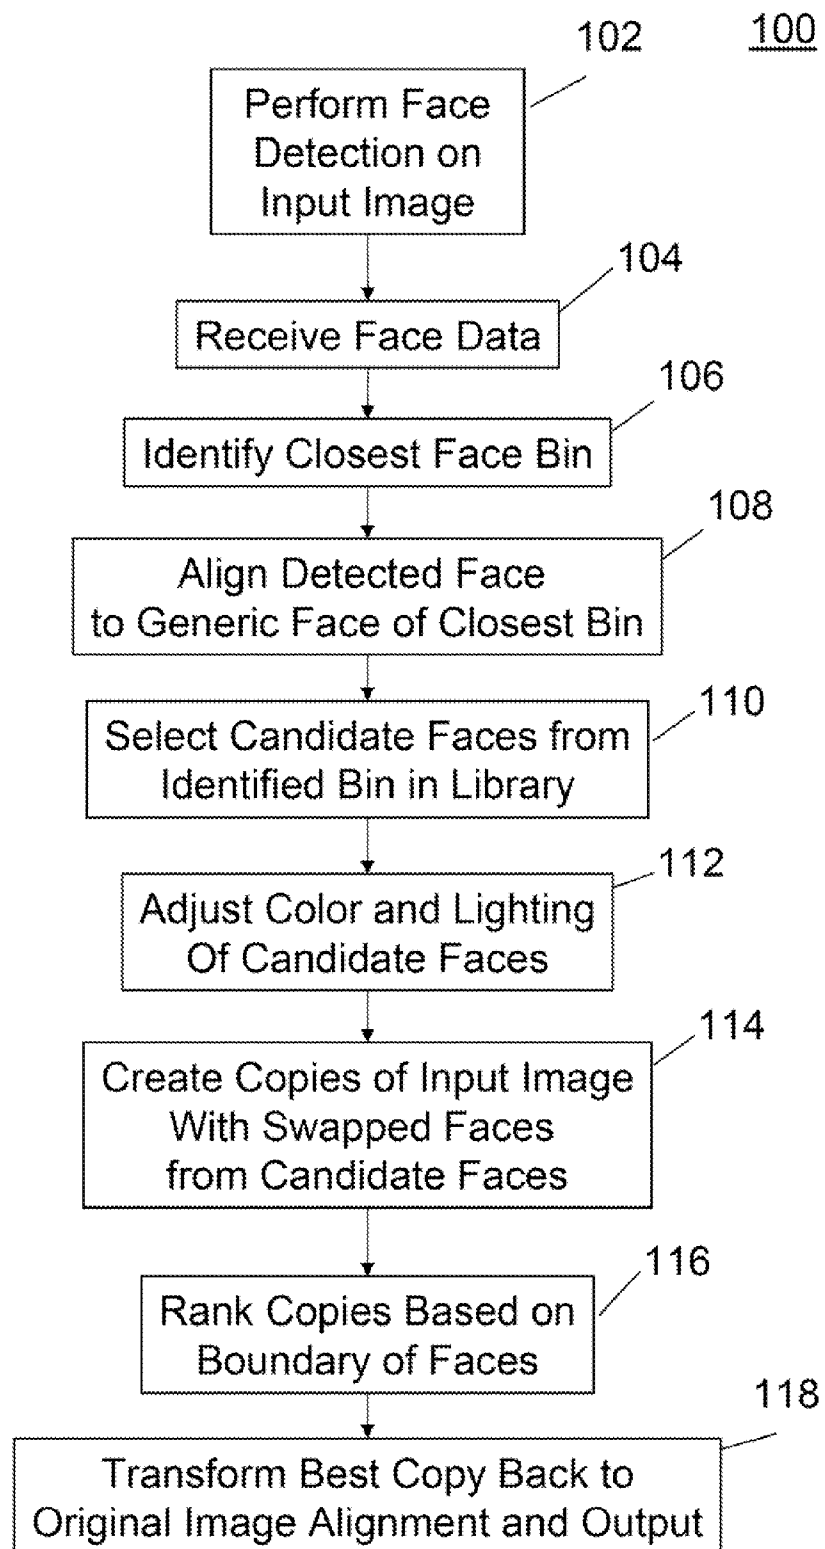 100
102
Perform Face
Detection on
Input Image
104
Receive Face Data
106
Identify Closest Face Bin
108
Align Detected Face
to Generic Face of Closest Bin
110
Select Candidate Faces from
Identified Bin in Library
112
Adjust Color and Lighting
Of Candidate Faces
114
Create Copies of Input Image
With Swapped Faces
from Candidate Faces
116
Rank Copies Based on
Boundary of Faces
118
Transform Best Copy Back to
Original Image Alignment and Output